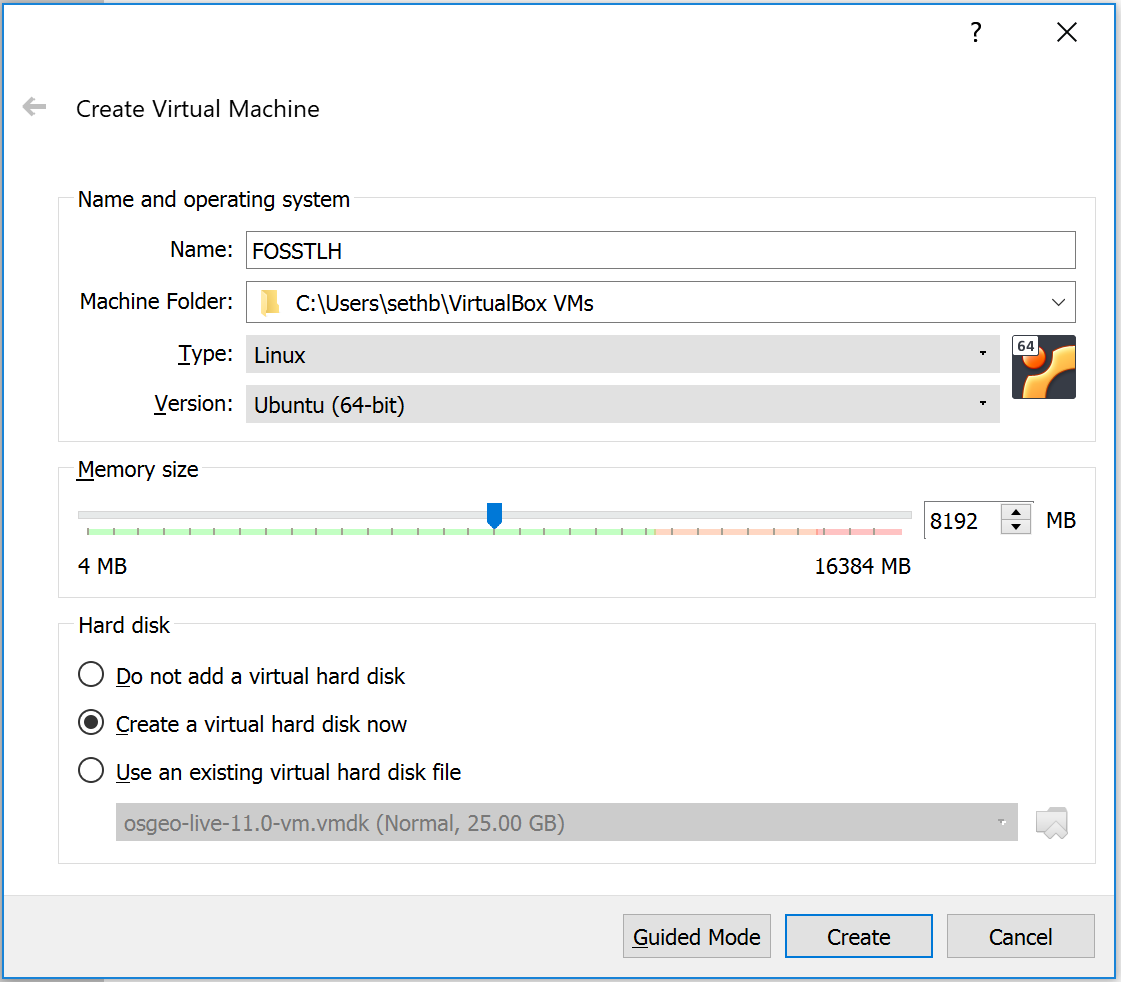 ?
Create Virtual Machine
Name and operating system
Name: FOSSTLH
Machine Folder: C:\Users\sethb\VirtualBox VMs
Type: Linux
64
Version: Ubuntu (64-bit)
Memory size
8192 MB
4 MB 16384 MB
Hard disk
Do not add a virtual hard disk
Create a virtual hard disk now
Use an existing virtual hard disk file
osgeo-live-11.0-vm.vmdk (Normal, 25.00 GB)
Guided Mode Create Cancel